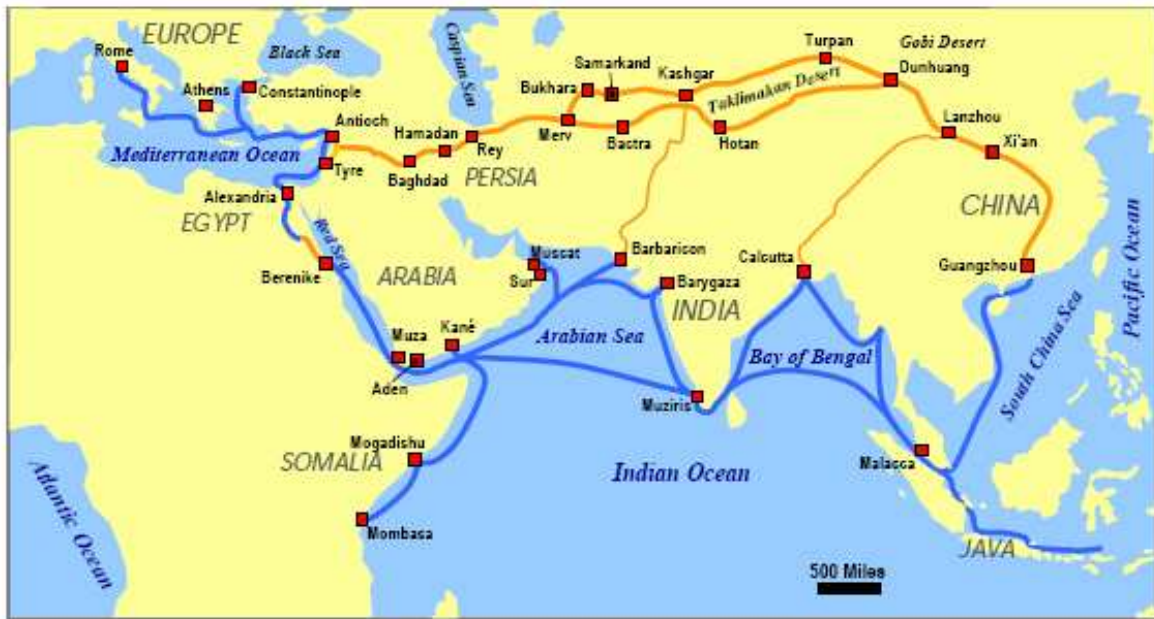 EUROPE
Rome
Black Sea
Caspian Sea
Turpan
Gobi Desert
Samarkand
Kashgar
Dunhuang
Athens
Constantinople
Bukhara
Taklimakan Desert
Antioch
Hamadan
Lanzhou
Mediterranean Ocean
Rey
Merv
Bactra
Hotan
Xi'an
Tyre
Baghdad
PERSIA
Alexandria
EGYPT
Red Sea
CHINA
Pacific Ocean
Mussat
Barbaricon
Calcutta
Guangzhou
Berenike
ARABIA
Sur
Barygaza
INDIA
Muza
Kané
Arabian Sea
Bay of Bengal
South China Sea
Aden
Muziris
Mogadishu
SOMALIA
Malacca
Atlantic Ocean
Indian Ocean
Mombasa
JAVA
500 Miles